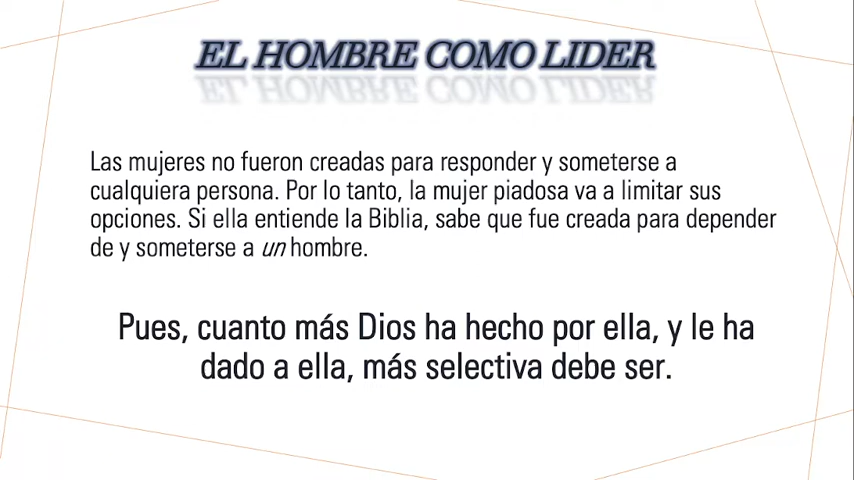 EL HOMBRE COMO LIDER
Las mujeres no fueron creadas para responder y someterse a
cualquiera persona. Por lo tanto, la mujer piadosa va a limitar sus
opciones. Si ella entiende la Biblia, sabe que fue creada para depender
de y someterse a un hombre.
Pues, cuanto más Dios ha hecho por ella, y le ha
dado a ella, más selectiva debe ser.